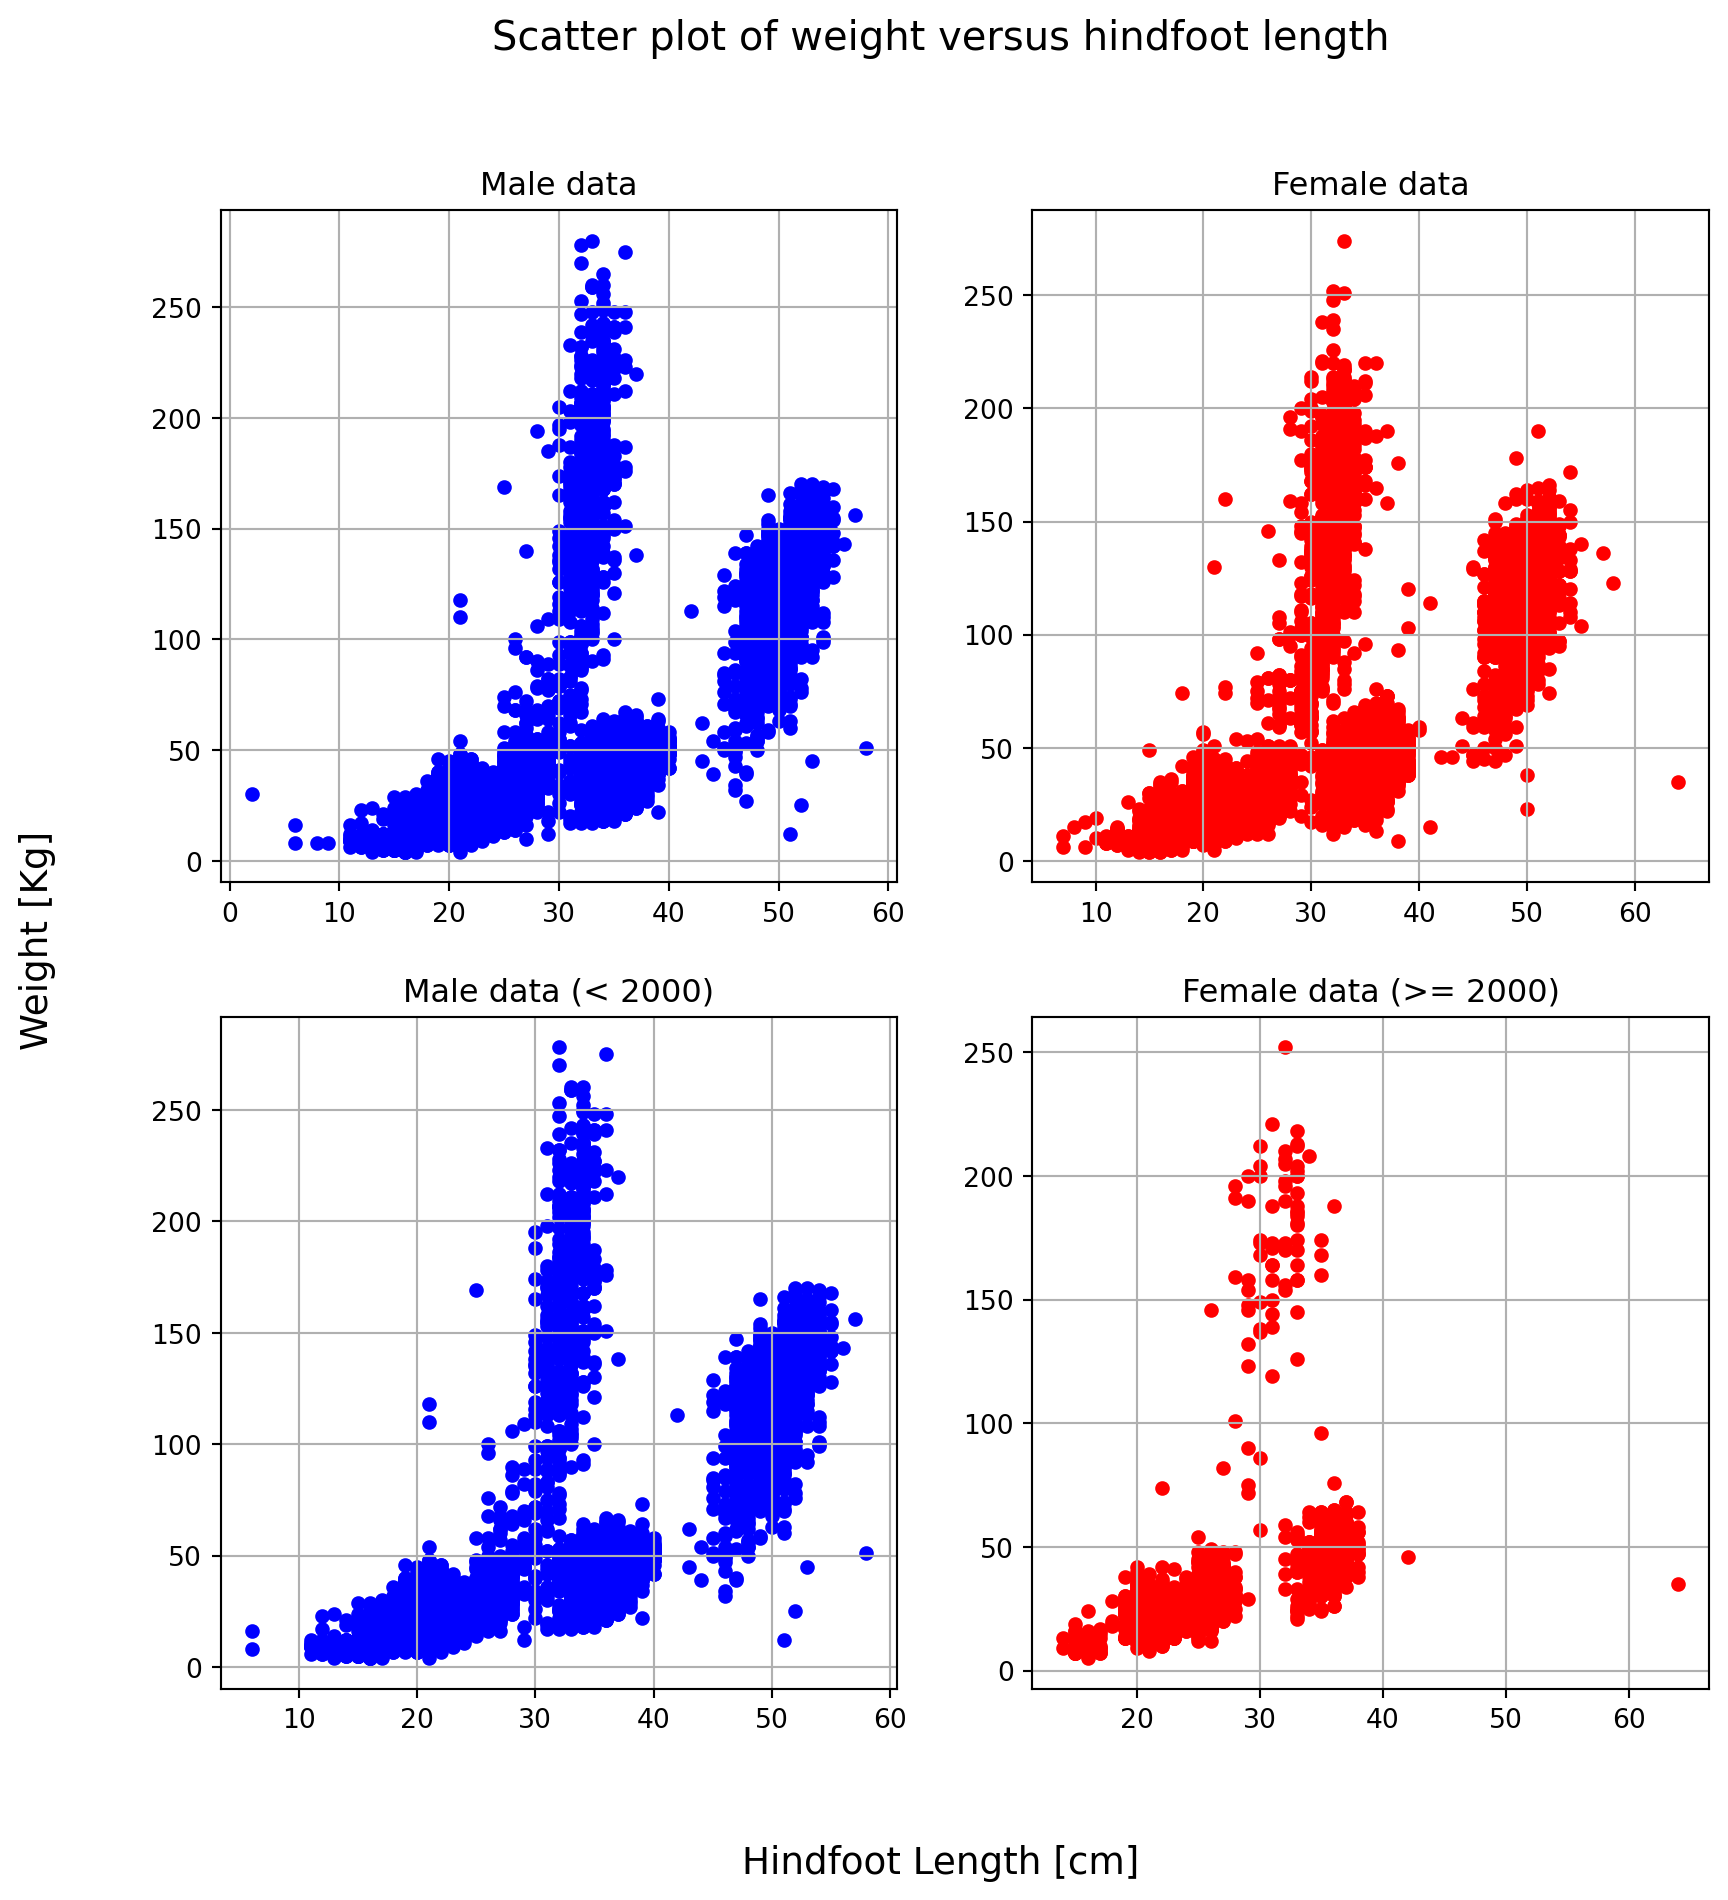 Scatter plot of weight versus hindfoot length
Male data
250
200
150
100
50
0
0 10 20 30 40 50 60
Female data
250
200
150
100
50
0
10 20 30 40 50 60
Weight [Kg]
Male data (< 2000)
250
200
150
100
50
0
10 20 30 40 50 60
Female data (>= 2000)
250
200
150
100
50
0
20 30 40 50 60
Hindfoot Length [cm]